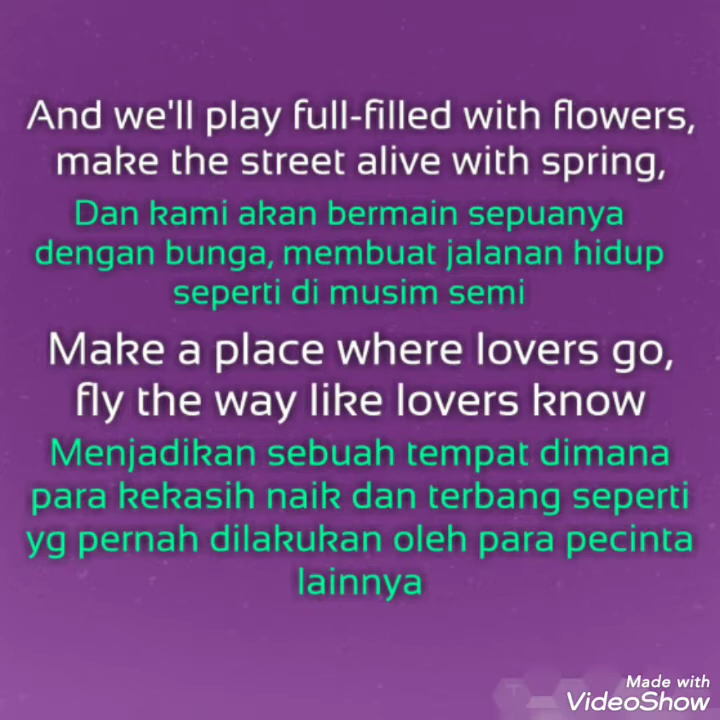 And we'll play full-filled with flowers,
make the street alive with spring,
Dan kami akan bermain sepuanya
dengan bunga, membuat jalanan hidup
seperti di musim semi
Make a place where lovers go,
fly the way like lovers know
Menjadikan sebuah tempat dimana
para kekasih naik dan terbang seperti
yg pernah dilakukan oleh para pecinta
lainnya
Made with
VideoShow